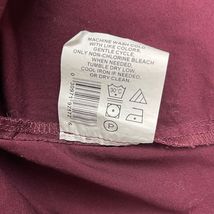 MACHINE WASH COLD
WITH LIKE COLORS.
GENTLE CYCLE.
ONLY NON-CHLORINE BLEACH
WHEN NEEDED.
TUMBLE DRY LOW.
COOL IRON IF NEEDED.
OR DRY CLEAN.
30
P